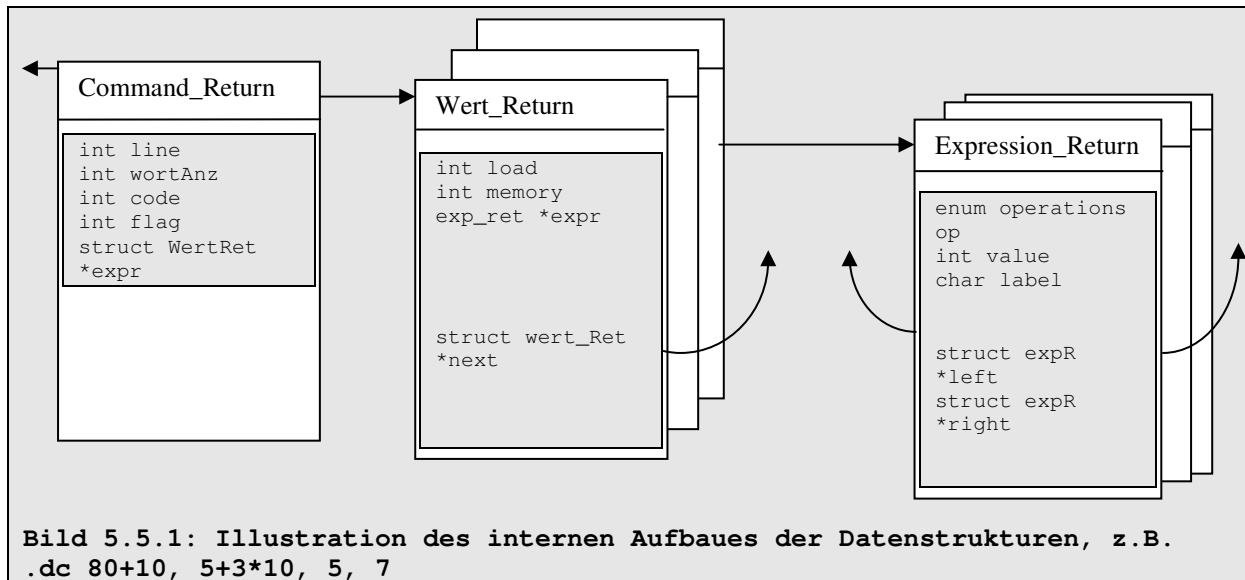 Command_Return
int line
int wortAnz
int code
int flag
struct WertRet
*expr
Wert_Return
int load
int memory
exp_ret *expr
struct wert_Ret
*next
Expression_Return
enum operations
op
int value
char label
struct expR
*left
struct expR
*right
Bild 5.5.1: Illustration des internen Aufbaues der Datenstrukturen, z.B.
.dc 80+10, 5+3*10, 5, 7